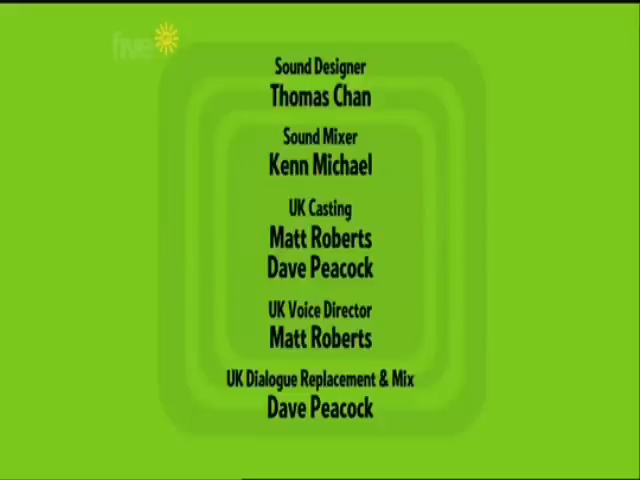 five
Sound Designer
Thomas Chan
Sound Mixer
Kenn Michael
UK Casting
Matt Roberts
Dave Peacock
UK Voice Director
Matt Roberts
UK Dialogue Replacement & Mix
Dave Peacock